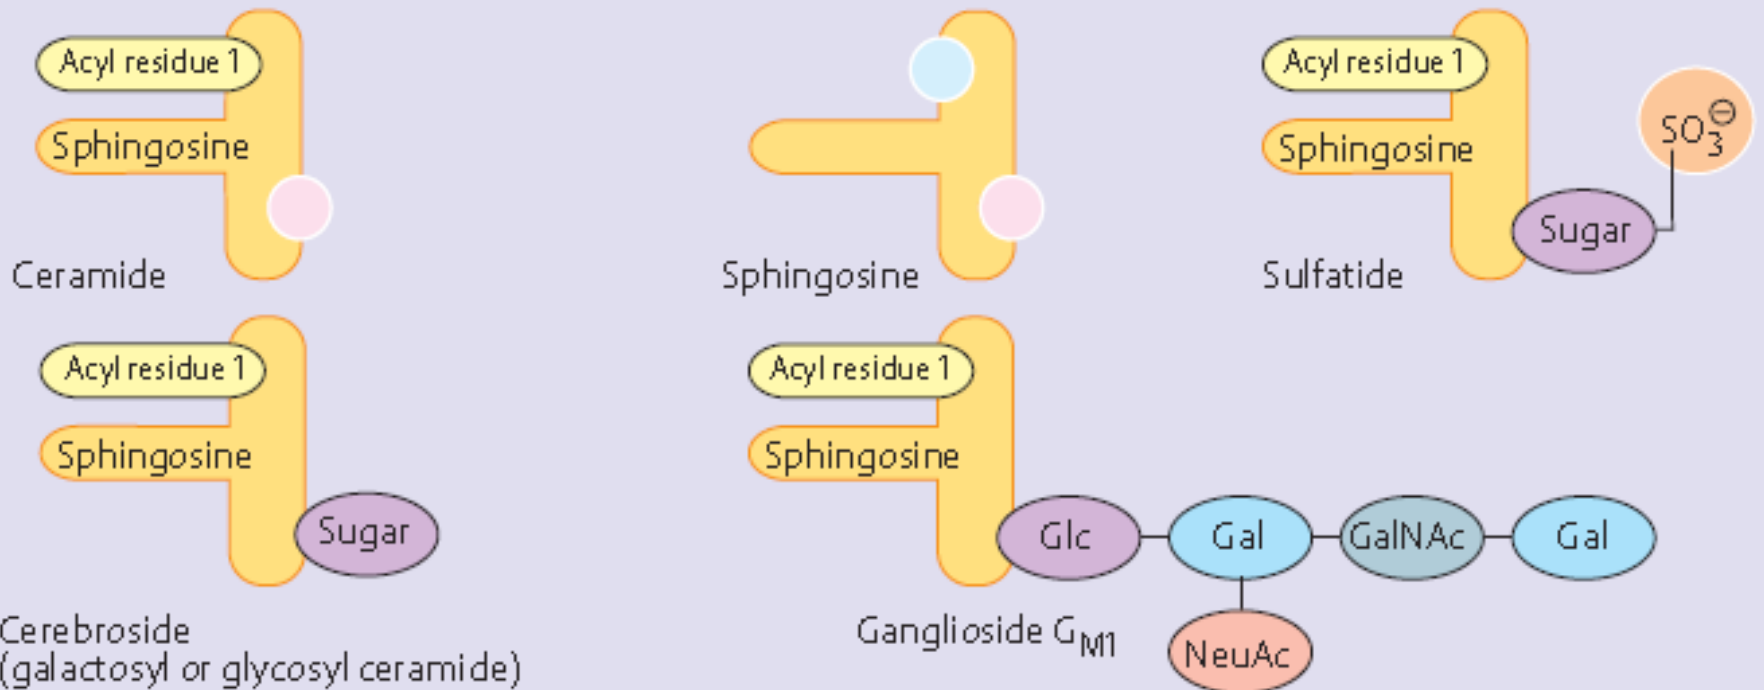 Acyl residue 1
Sphingosine
Ceramide
Sphingosine
Acyl residue 1
Sphingosine
SO3⊖
Sugar
Sulfatide
Acyl residue 1
Sphingosine
Sugar
Cerebroside
(galactosyl or glycosyl ceramide)
Acyl residue 1
Sphingosine
Glc
Gal
GalNAc
Gal
NeuAc
Ganglioside GM1